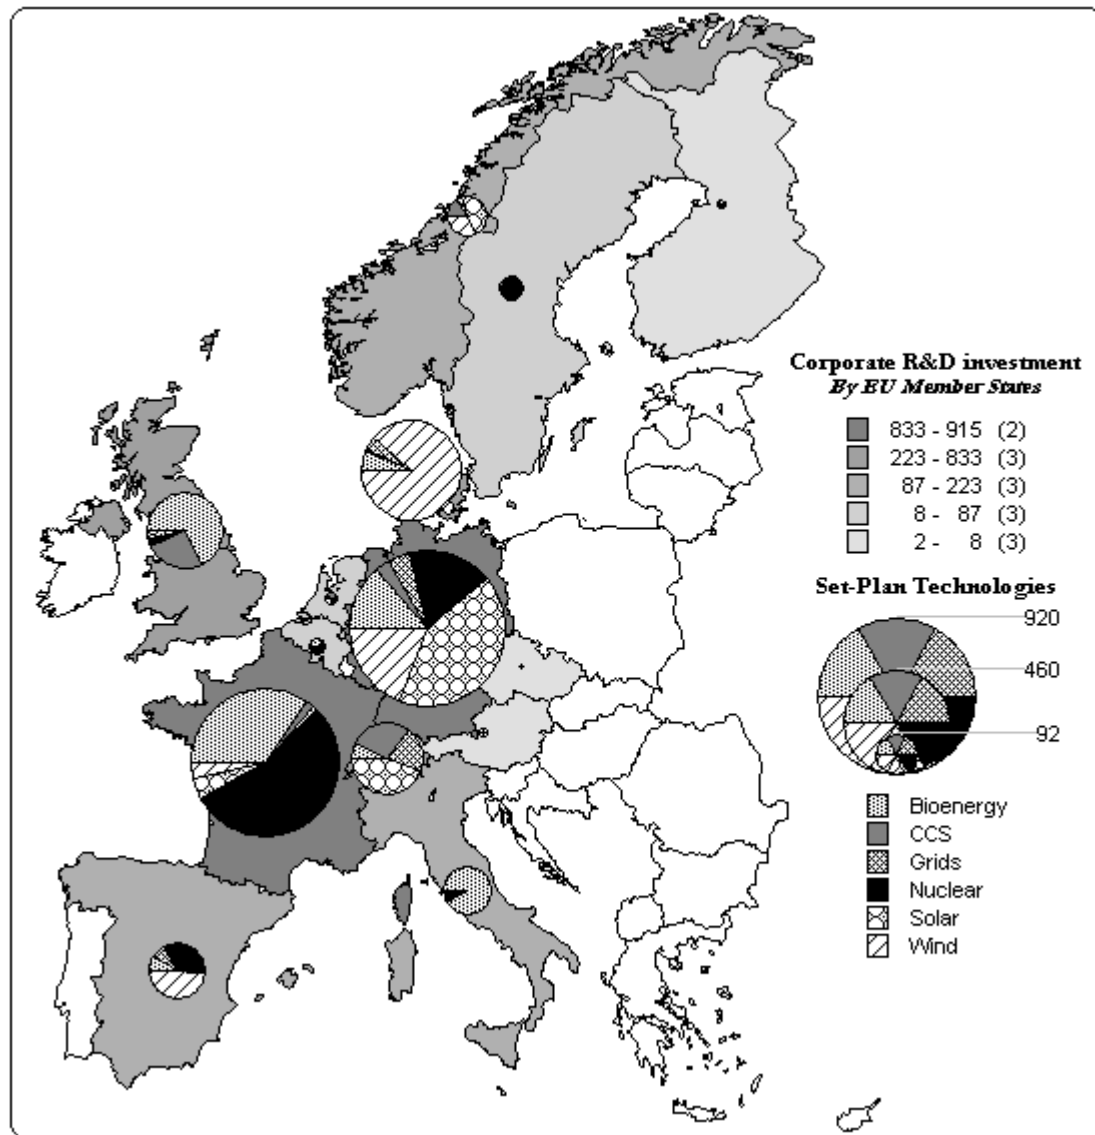 Corporate R&D investment
By EU Member States
833 - 915 (2)
223 - 833 (3)
87 - 223 (3)
8 - 87 (3)
2 - 8 (3)
Set-Plan Technologies
920
460
92
Bioenergy
CCS
Grids
Nuclear
Solar
Wind